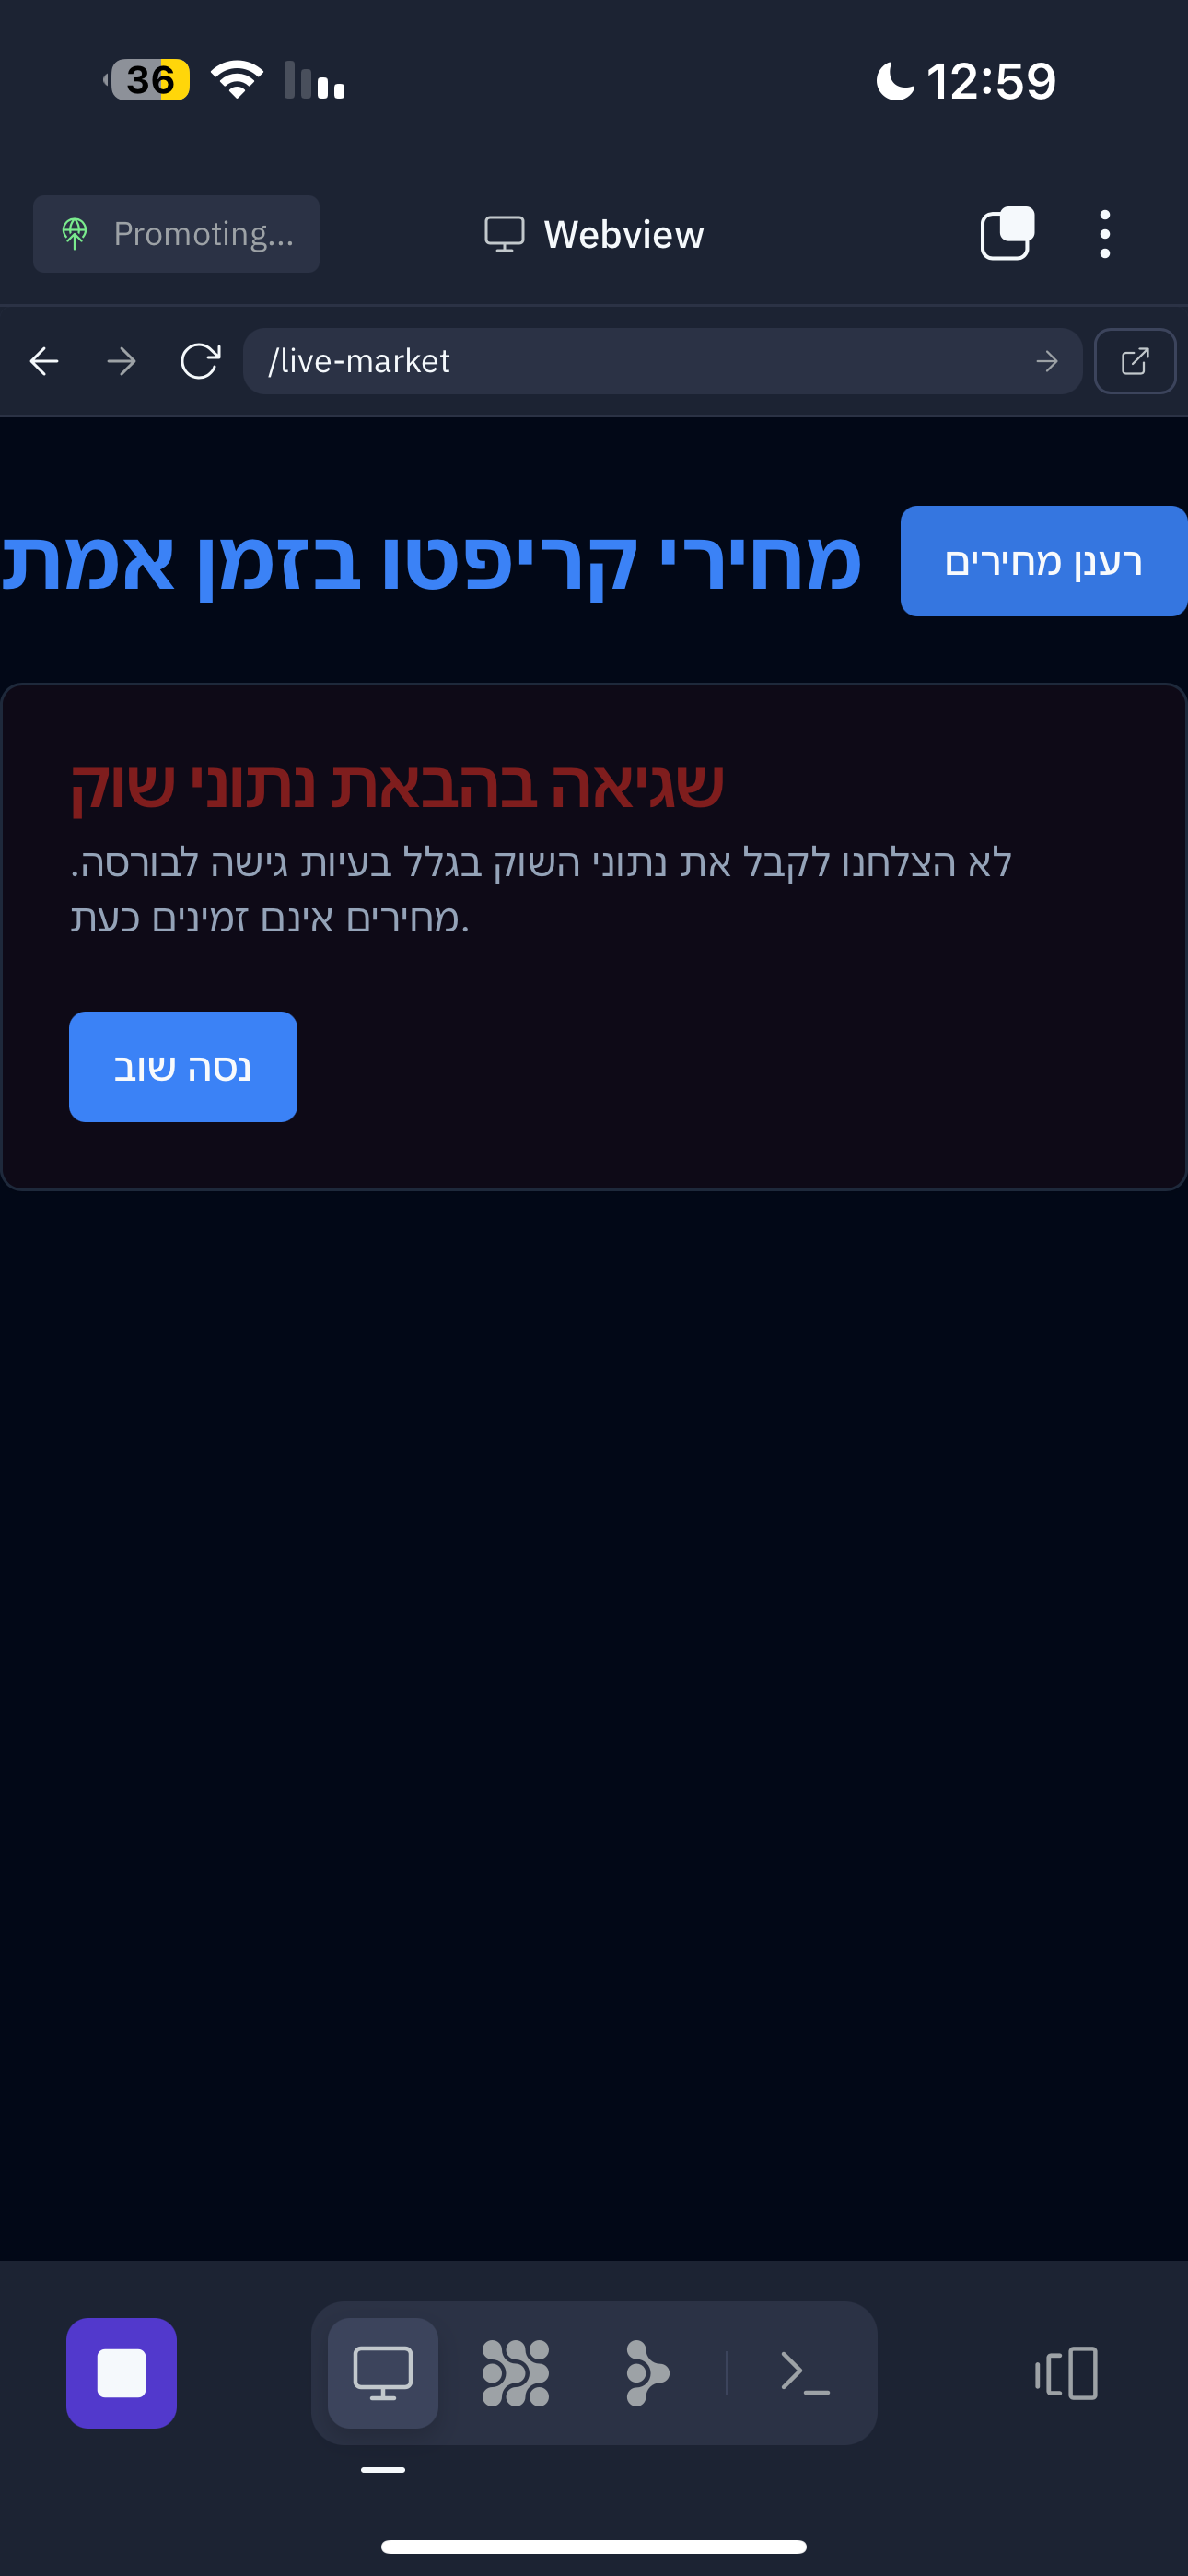 36
12:59
Promoting...
Webview
/live-market
רענן מחירים
מחירי קריפטו בזמן אמת
שגיאה בהבאת נתוני שוק
לא הצלחנו לקבל את נתוני השוק בגלל בעיות גישה לבורסה.
מחירים אינם זמינים כעת.
נסה שוב